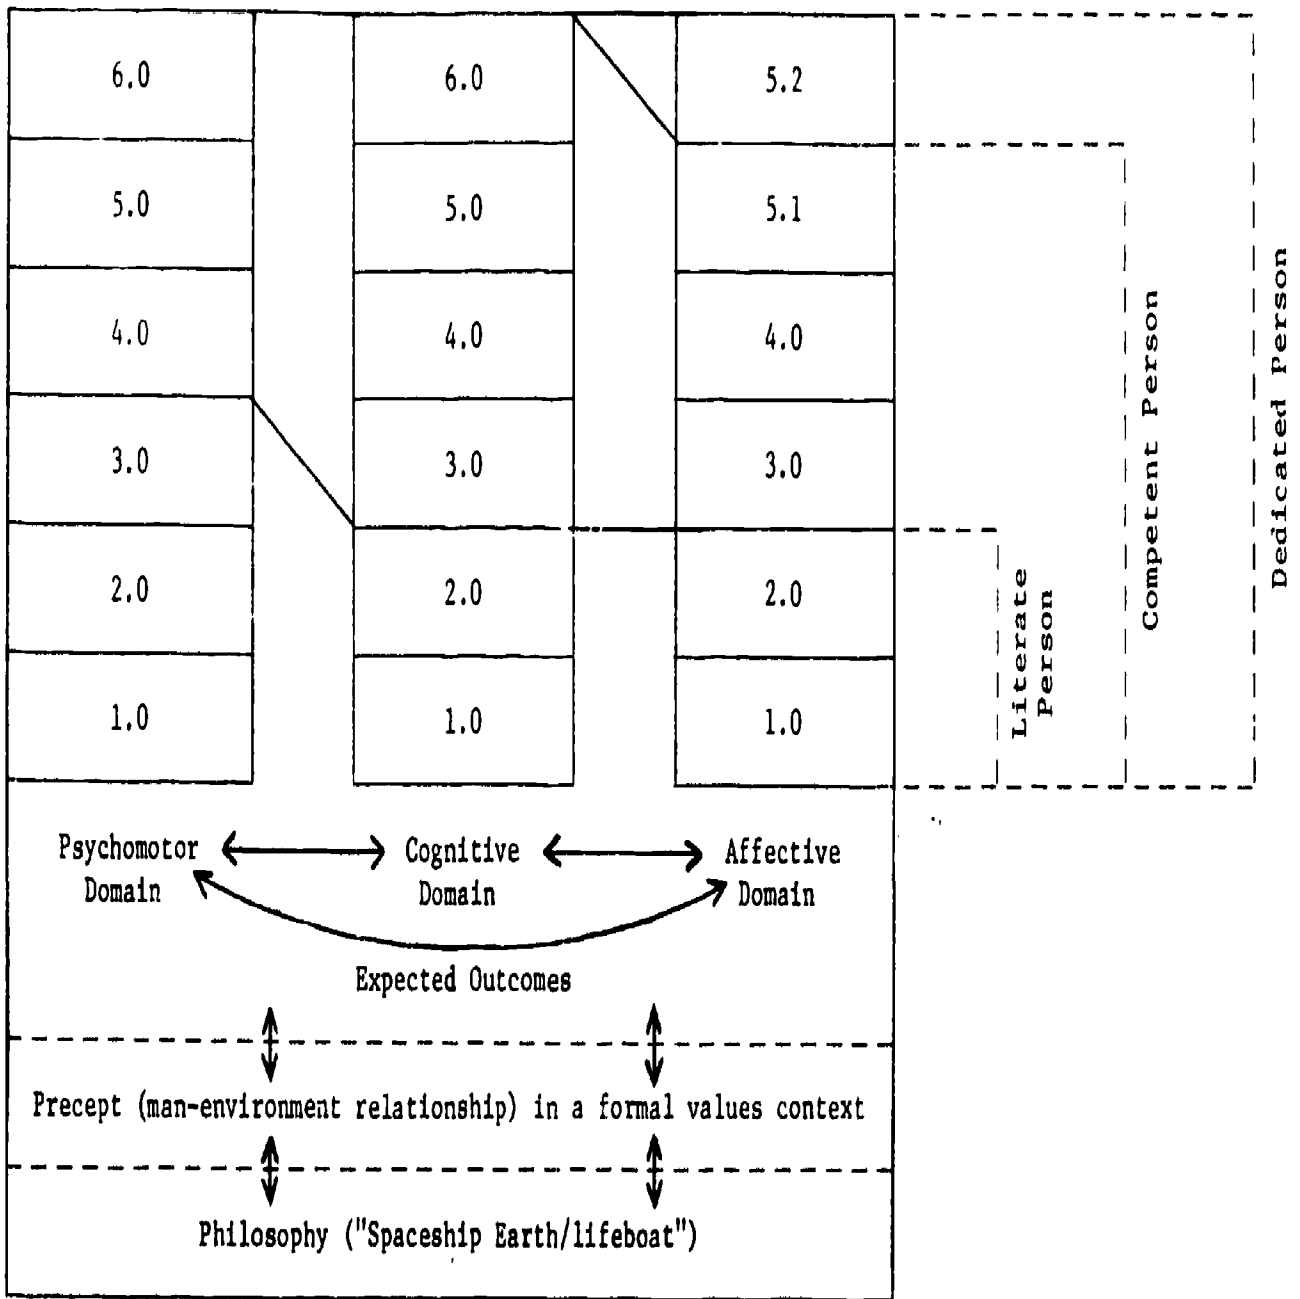 6.0 6.0 5.2
5.0 5.0 5.1
4.0 4.0 4.0
3.0 3.0 3.0
2.0 2.0 2.0
1.0 1.0 1.0
Literate
Person
Competent Person
Dedicated Person
Psychomotor Cognitive Affective
Domain Domain Domain
Expected Outcomes
Precept (man-environment relationship) in a formal values context
Philosophy ("Spaceship Earth/lifeboat")